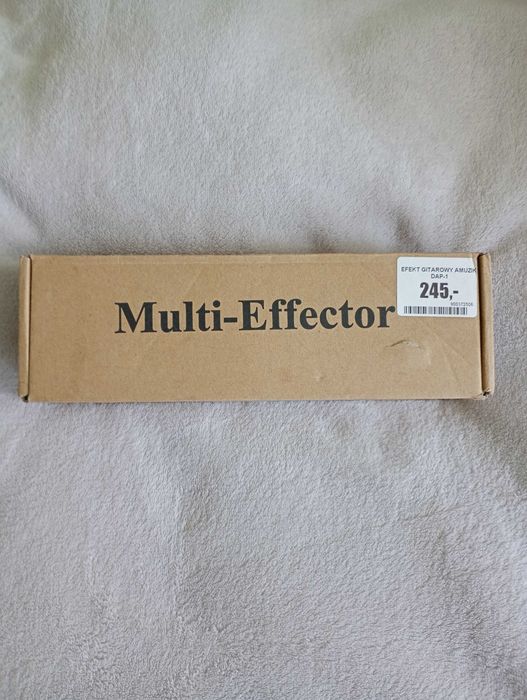 Multi-Effector
EFEKT GITAROWY AMUZIK
DAP-1
245,-